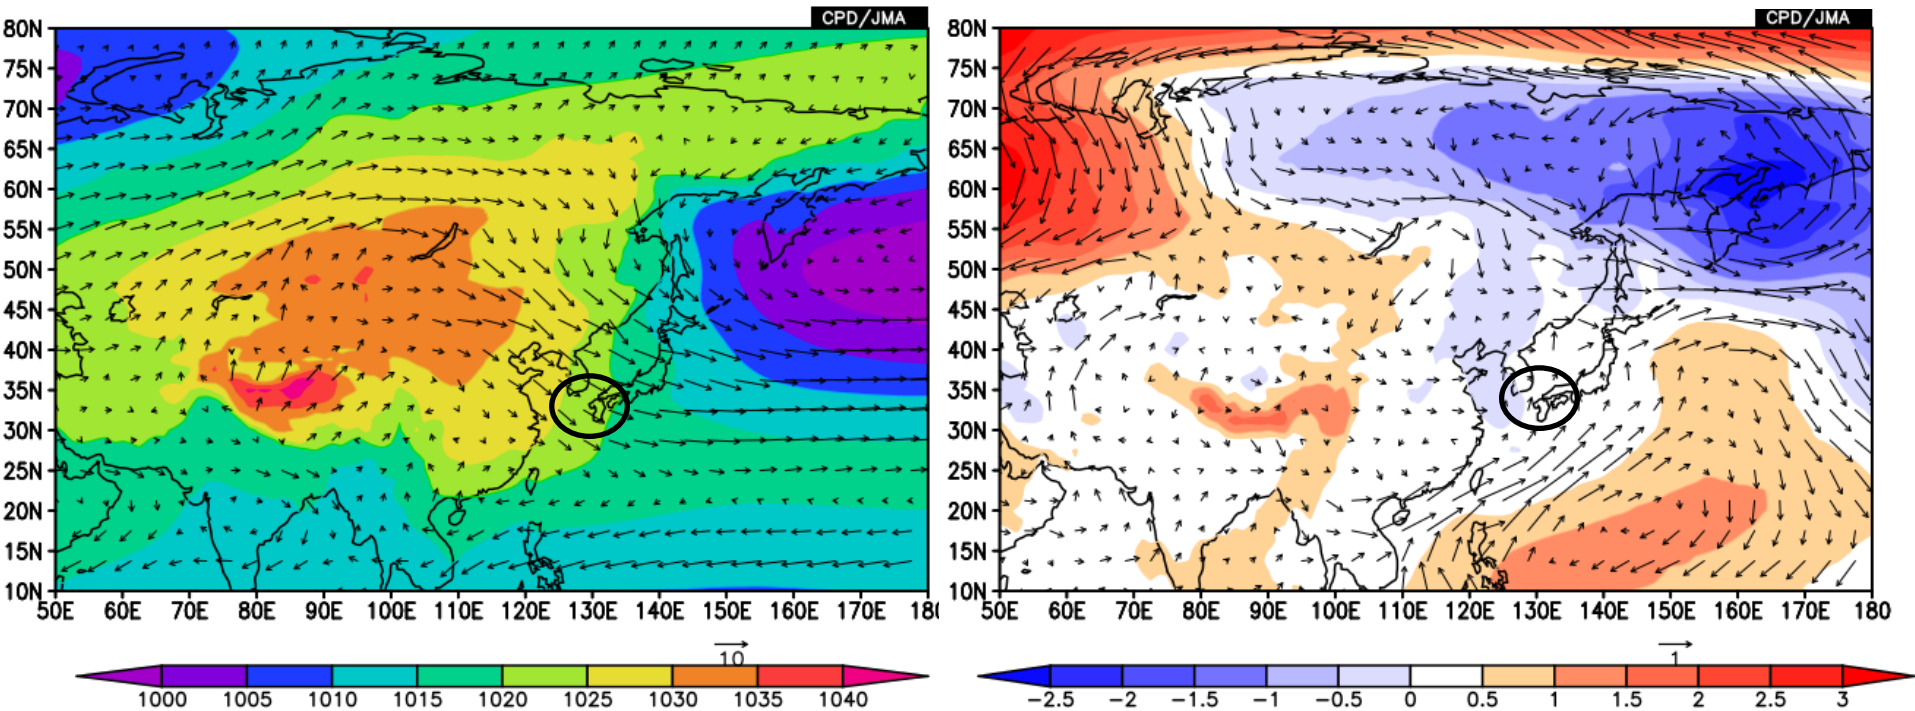 CPD/JMA
80N
75N
70N
65N
60N
55N
50N
45N
40N
35N
30N
25N
20N
15N
10N
50E 60E 70E 80E 90E 100E 110E 120E 130E 140E 150E 160E 170E 180
10
1000 1005 1010 1015 1020 1025 1030 1035 1040
CPD/JMA
80N
75N
70N
65N
60N
55N
50N
45N
40N
35N
30N
25N
20N
15N
10N
50E 60E 70E 80E 90E 100E 110E 120E 130E 140E 150E 160E 170E 180
1
−2.5 −2 −1.5 −1 −0.5 0 0.5 1 1.5 2 2.5 3